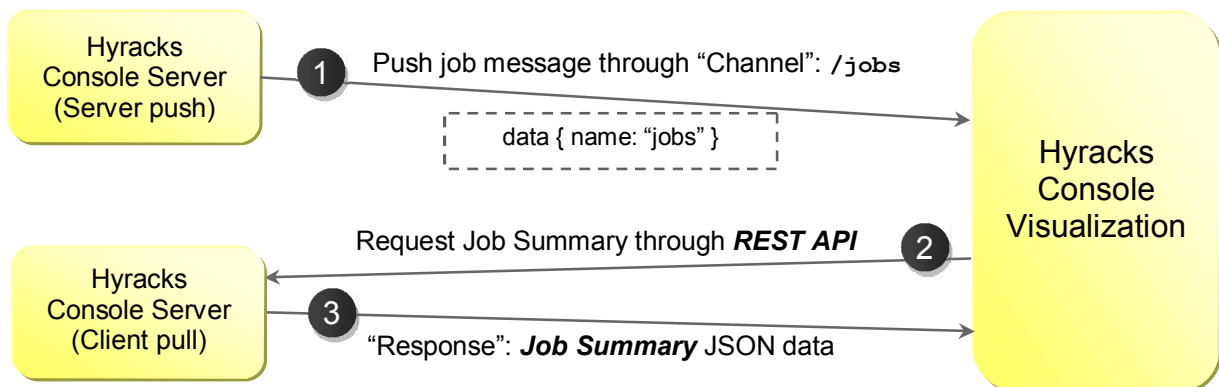 Hyracks
Console Server
(Server push)
1
Push job message through “Channel”: /jobs
data { name: “jobs” }
Hyracks
Console
Visualization
Request Job Summary through REST API
2
Hyracks
Console Server
(Client pull)
3
“Response”: Job Summary JSON data